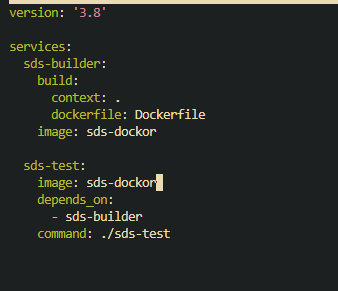 version: '3.8'
services:
sds-builder:
build:
context: .
dockerfile: Dockerfile
image: sds-dockor
sds-test:
image: sds-dockor
depends_on:
- sds-builder
command: ./sds-test